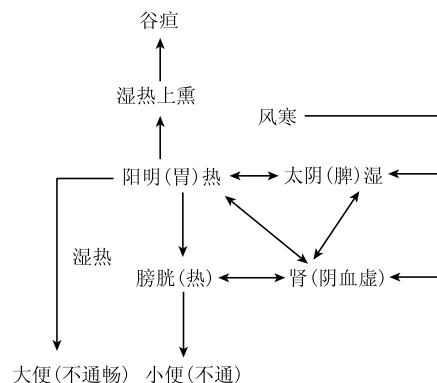 谷疸
湿热上熏
风寒
阳明(胃)热
太阴(脾)湿
湿热
膀胱(热)
肾(阴血虚)
大便(不通畅)
小便(不通)